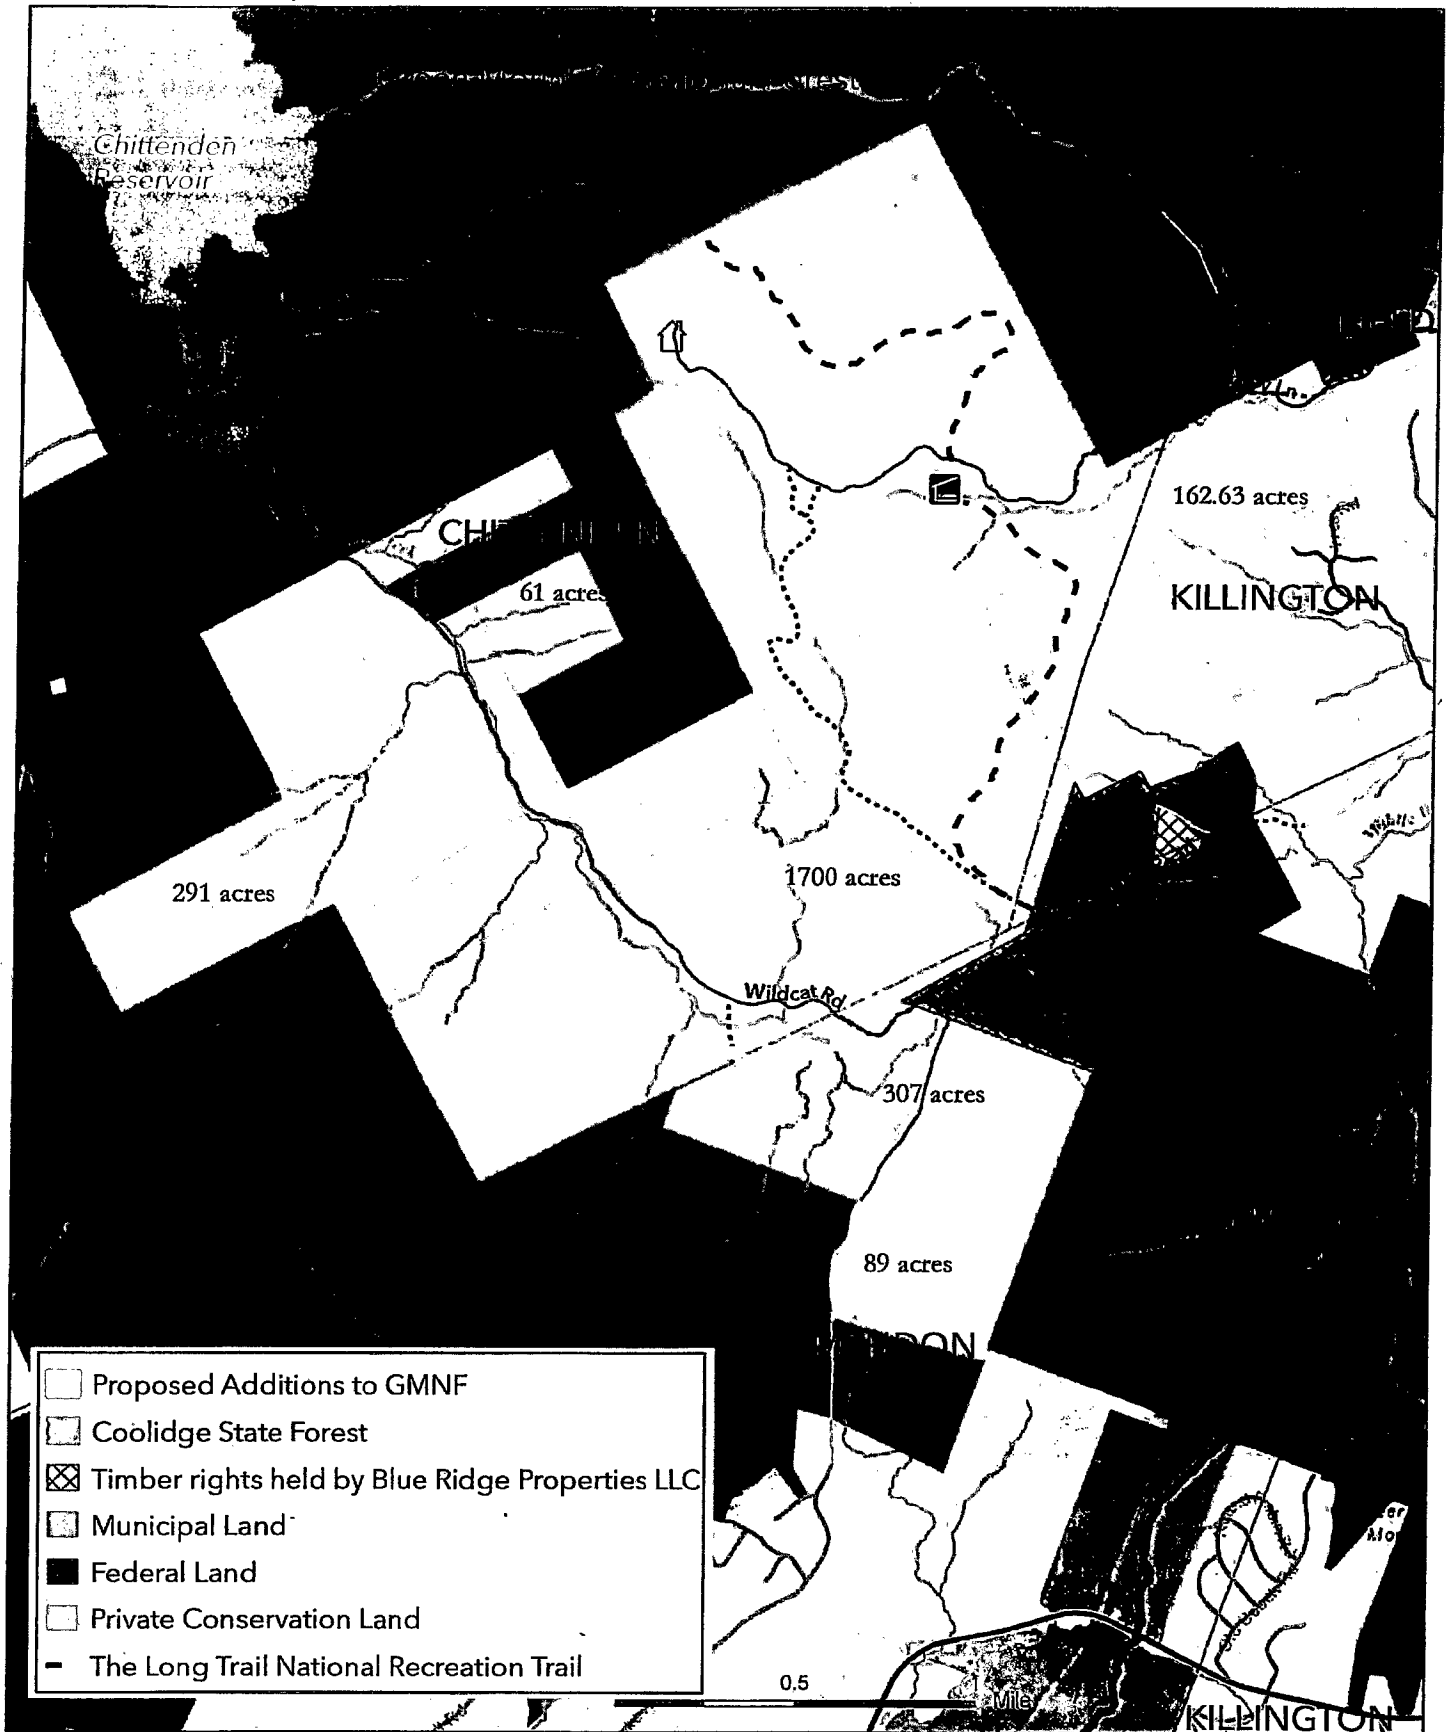 Chittenden
Reservoir
162.63 acres
KILLINGTON
61 acres
291 acres
1700 acres
Wildcat Rd
307 acres
89 acres
Proposed Additions to GMNF
Coolidge State Forest
Timber rights held by Blue Ridge Properties LLC
Municipal Land
Federal Land
Private Conservation Land
The Long Trail National Recreation Trail
0.5
Mile
KILLINGTON